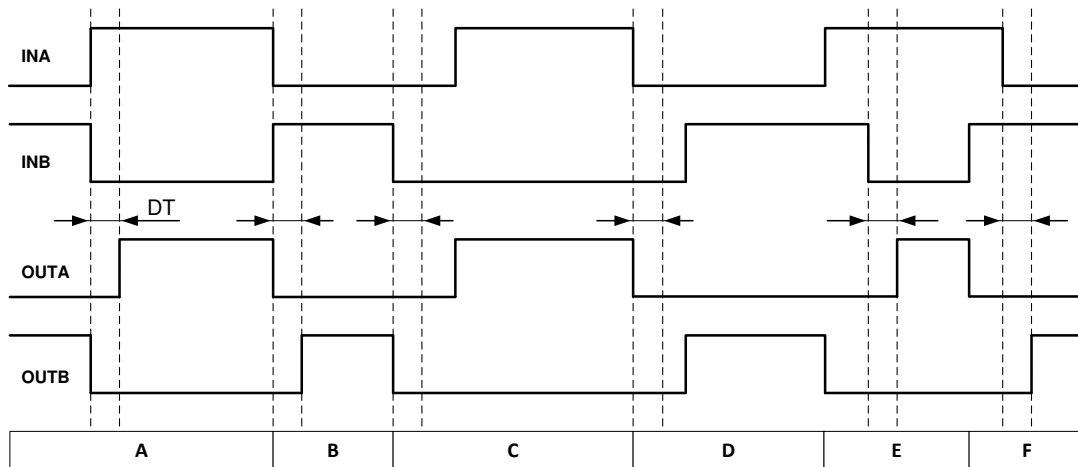 INA
INB
DT
OUTA
OUTB
A B C D E F